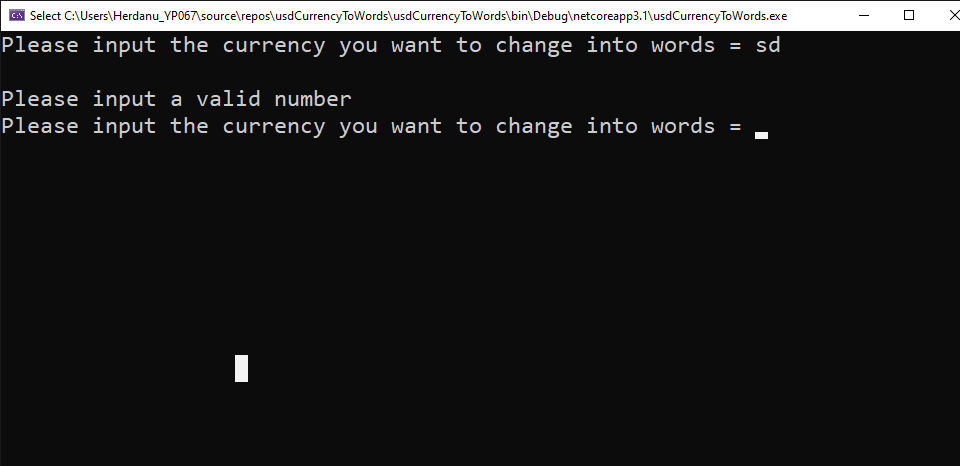 Select C:\Users\Herdanu_YP067\source\repos\usdCurrencyToWords\usdCurrencyToWords\bin\Debug\netcoreapp3.1\usdCurrencyToWords.exe
Please input the currency you want to change into words = sd
Please input a valid number
Please input the currency you want to change into words =